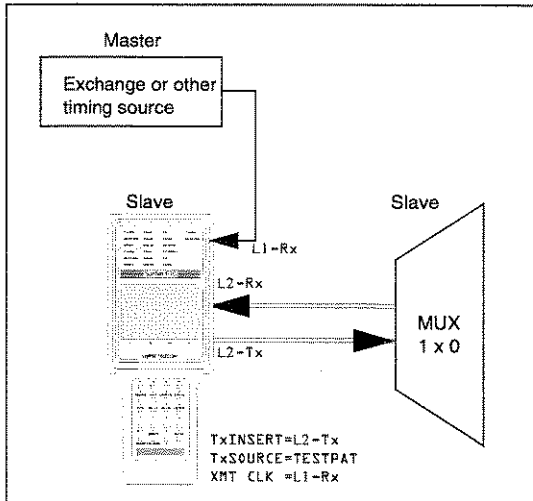 Master
Exchange or other
timing source
Slave
Slave
L1-Rx
L2-Rx
MUX
1 x 0
L2-Tx
TxINSERT=L2-Tx
TxSOURCE=TESTPAT
XMT CLK =L1-Rx